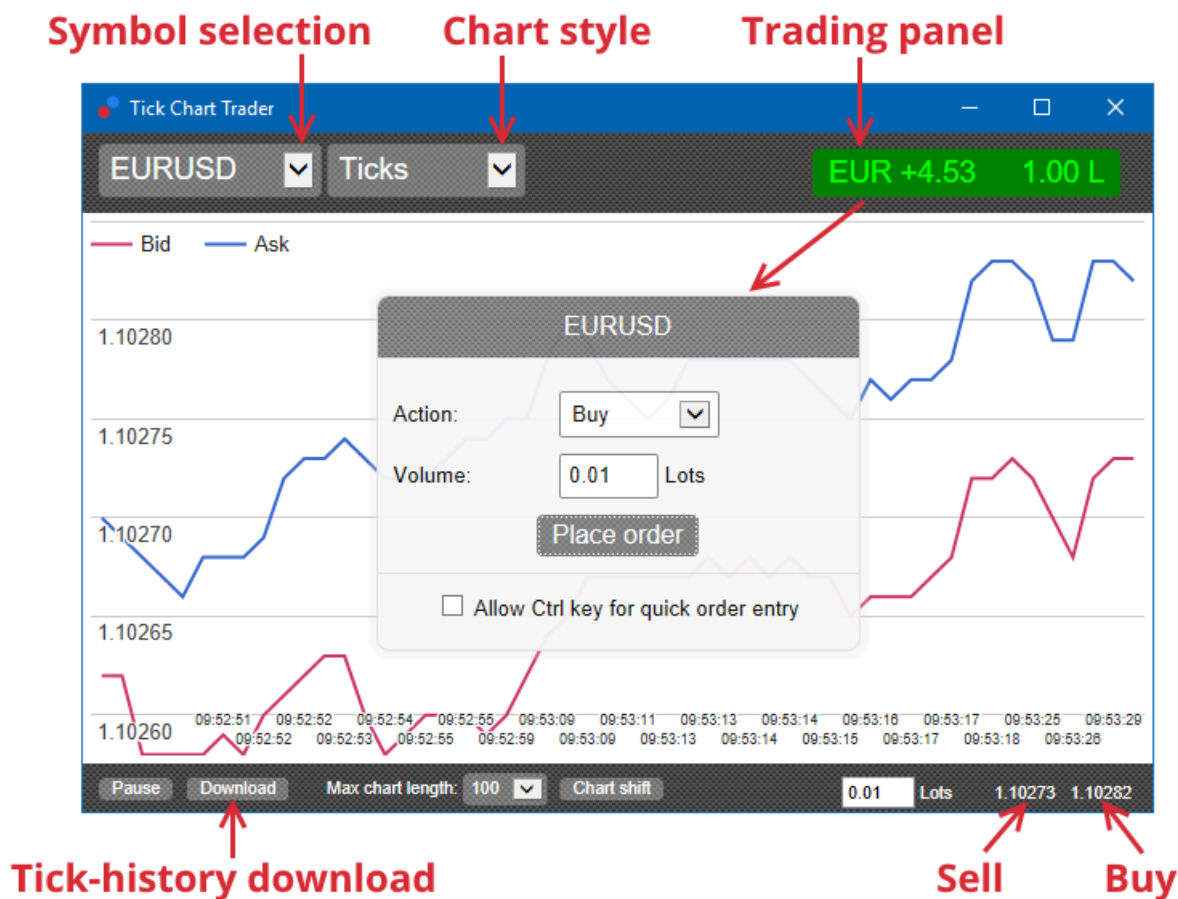 Symbol selection Chart style Trading panel
Tick Chart Trader
EURUSD Ticks EUR +4.53 1.00 L
Bid Ask
EURUSD
1.10280
Action: Buy
1.10275
Volume: 0.01 Lots
1.10270
Place order
Allow Ctrl key for quick order entry
1.10265
09:52:51 09:52:52 09:52:54 09:52:55 09:53:09 09:53:11 09:53:13 09:53:14 09:53:16 09:53:17 09:53:25 09:53:29
1.10260
09:52:52 09:52:53 09:52:55 09:52:59 09:53:09 09:53:13 09:53:14 09:53:15 09:53:17 09:53:18 09:53:26
Pause Download Max chart length: 100 Chart shift 0.01 Lots 1.10273 1.10282
Tick-history download Sell Buy